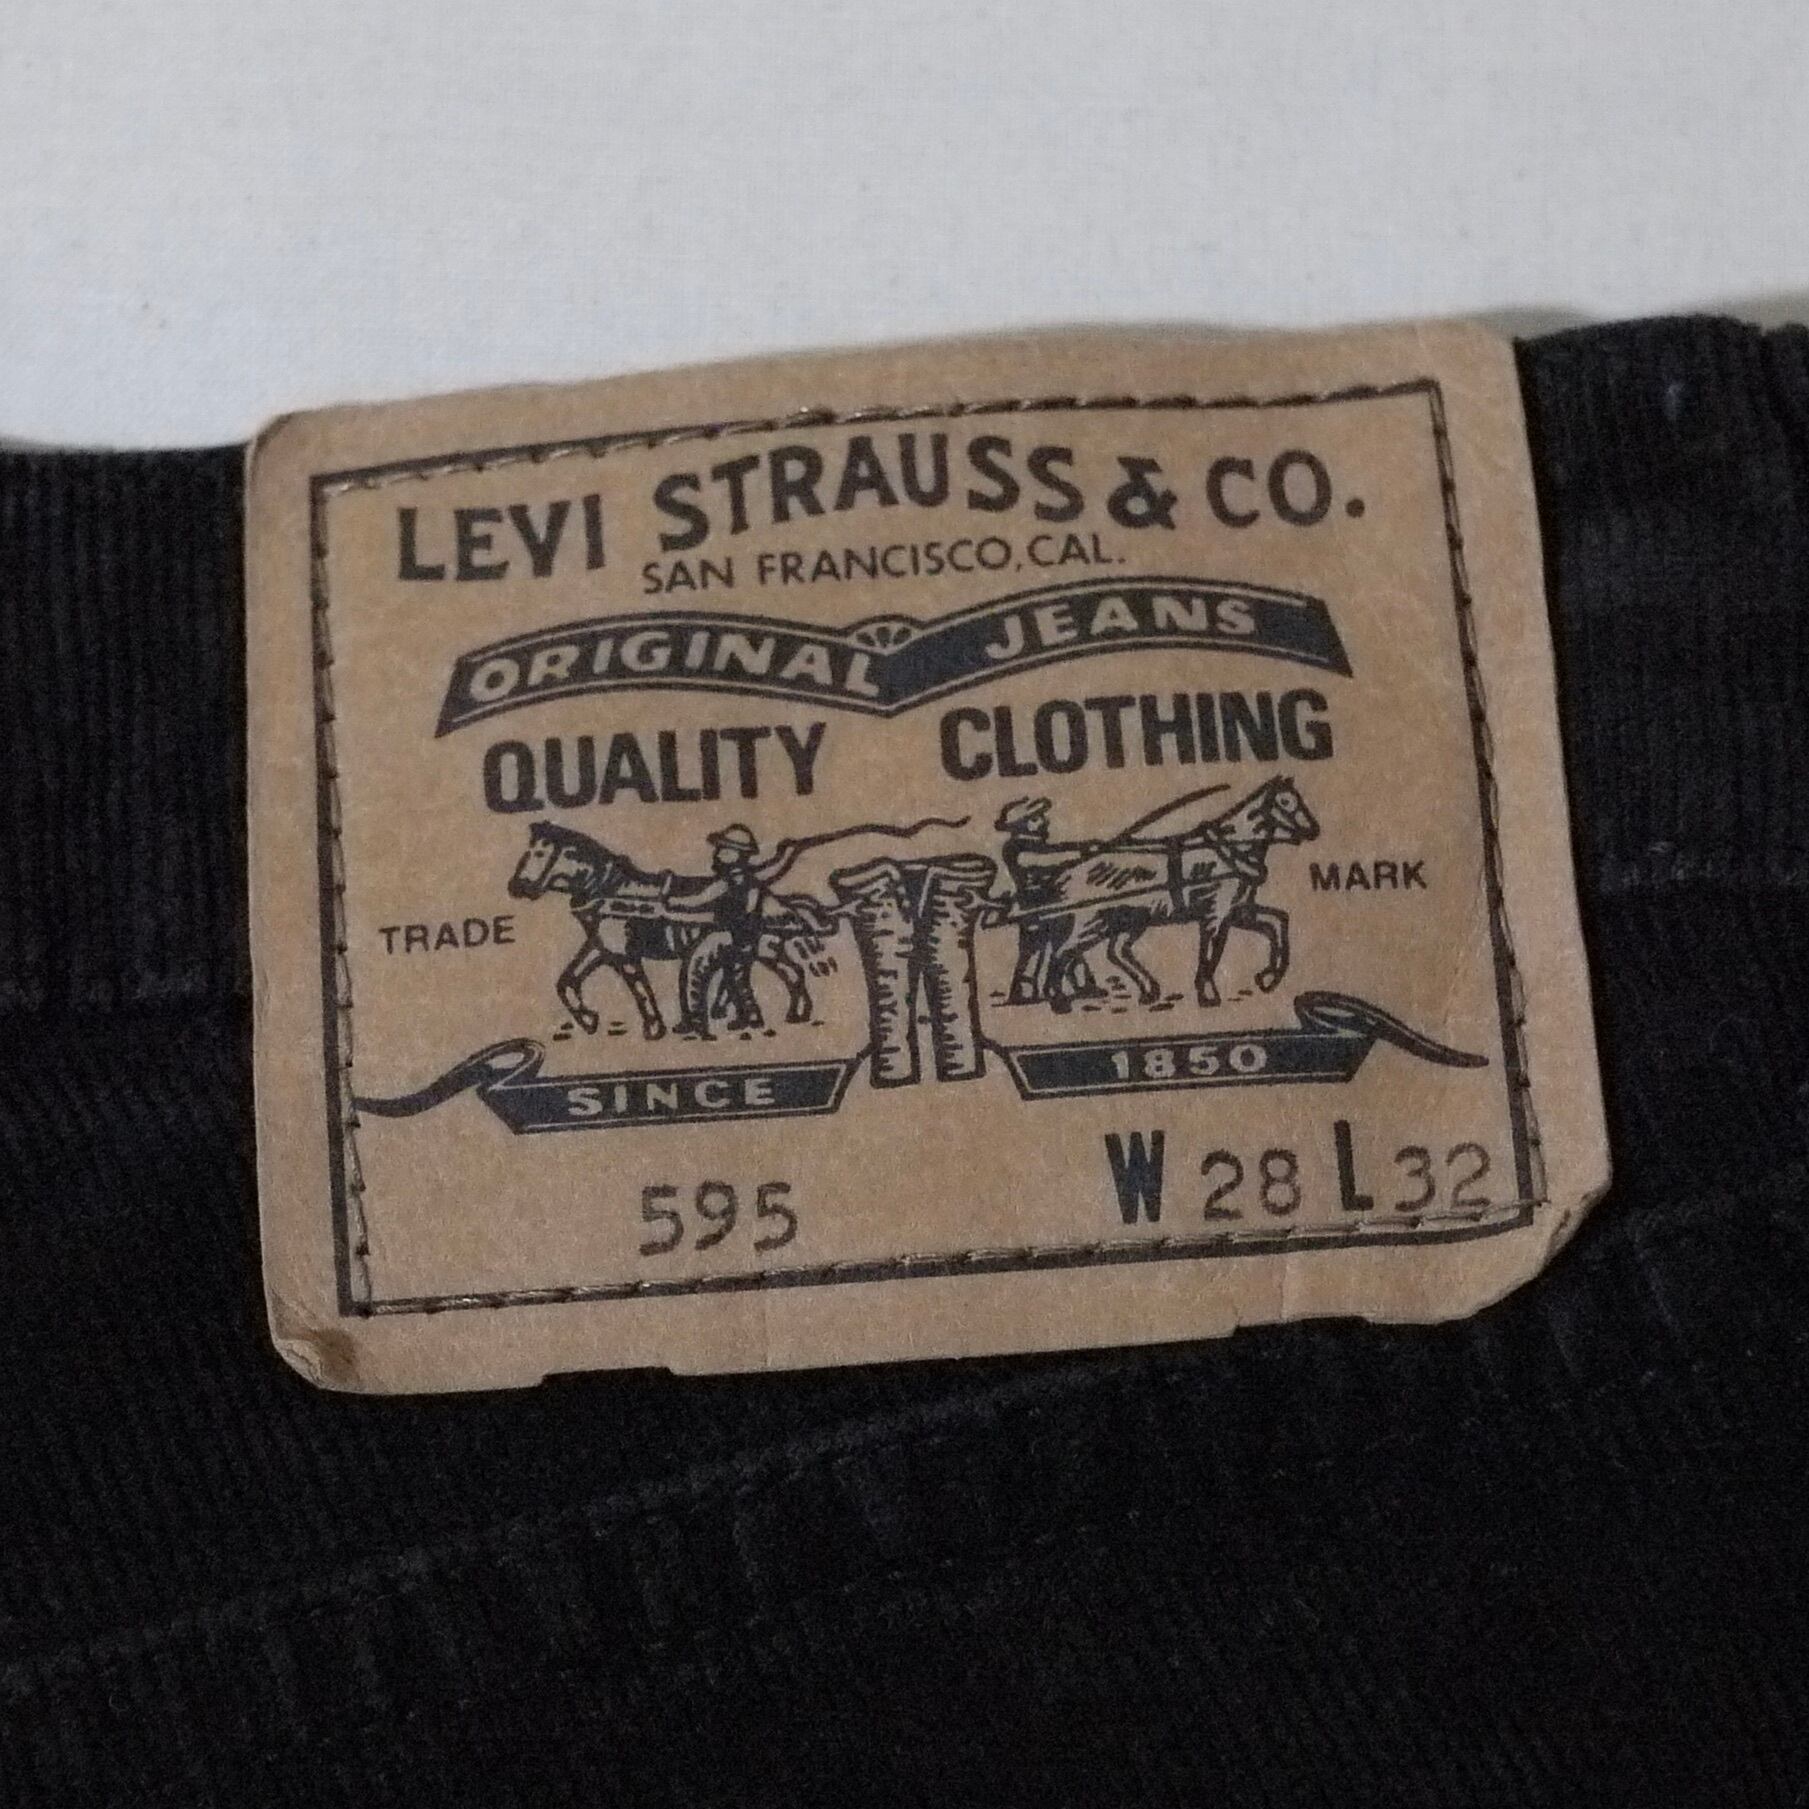 LEVI STRAUSS & CO.
SAN FRANCISCO, CAL.
ORIGINAL JEANS
QUALITY CLOTHING
TRADE MARK
SINCE 1850
595 W 28 L 32